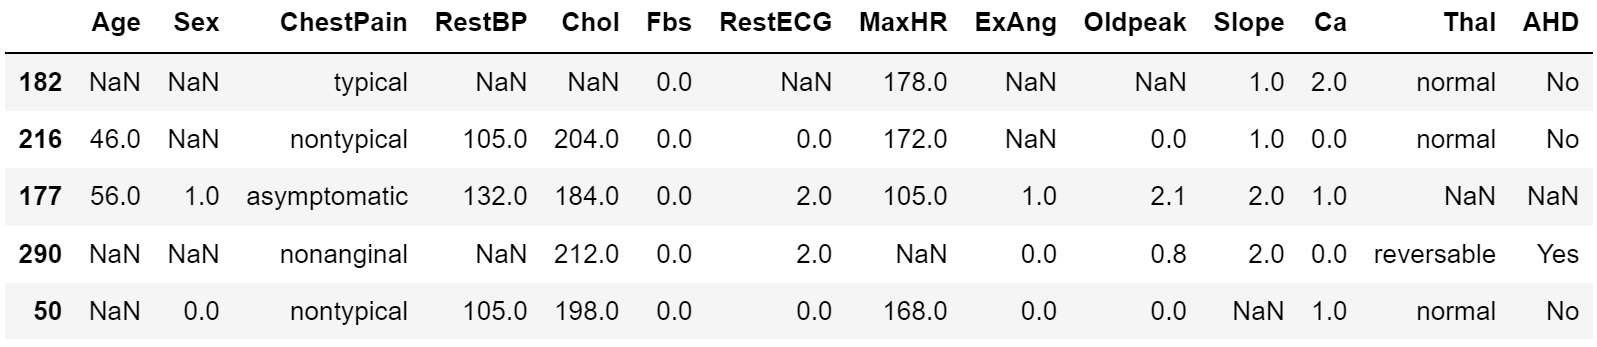 Age Sex ChestPain RestBP Chol Fbs RestECG MaxHR ExAng Oldpeak Slope Ca Thal AHD
182 NaN NaN typical NaN NaN 0.0 NaN 178.0 NaN NaN 1.0 2.0 normal No
216 46.0 NaN nontypical 105.0 204.0 0.0 0.0 172.0 NaN 0.0 1.0 0.0 normal No
177 56.0 1.0 asymptomatic 132.0 184.0 0.0 2.0 105.0 1.0 2.1 2.0 1.0 NaN NaN
290 NaN NaN nonanginal NaN 212.0 0.0 2.0 NaN 0.0 0.8 2.0 0.0 reversable Yes
50 NaN 0.0 nontypical 105.0 198.0 0.0 0.0 168.0 0.0 0.0 NaN 1.0 normal No